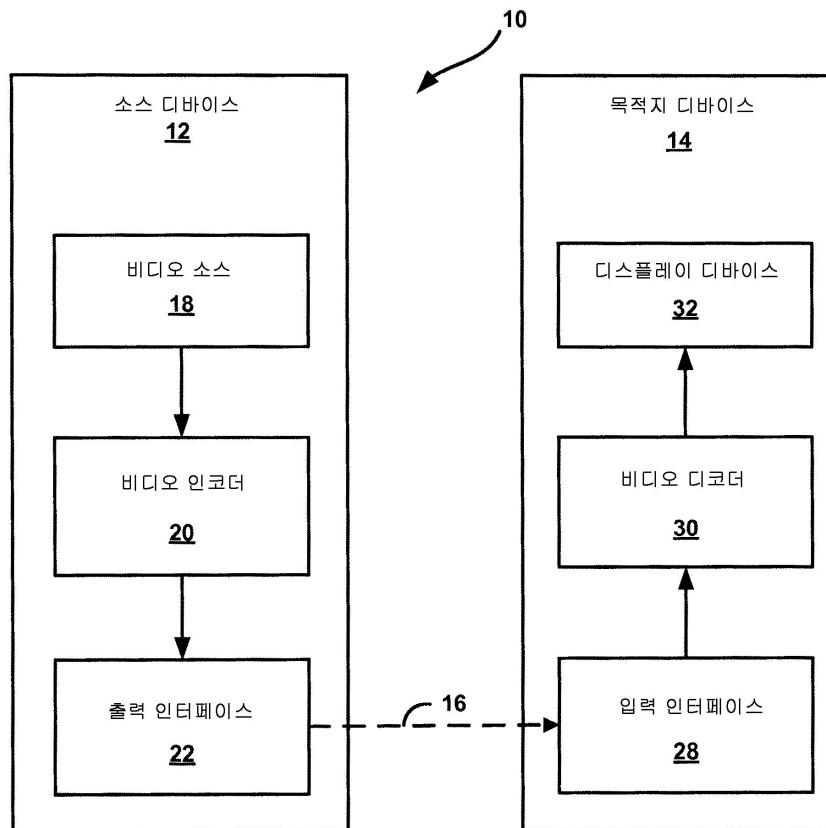 10
소스 디바이스
12
비디오 소스
18
비디오 인코더
20
출력 인터페이스
22
16
목적지 디바이스
14
디스플레이 디바이스
32
비디오 디코더
30
입력 인터페이스
28